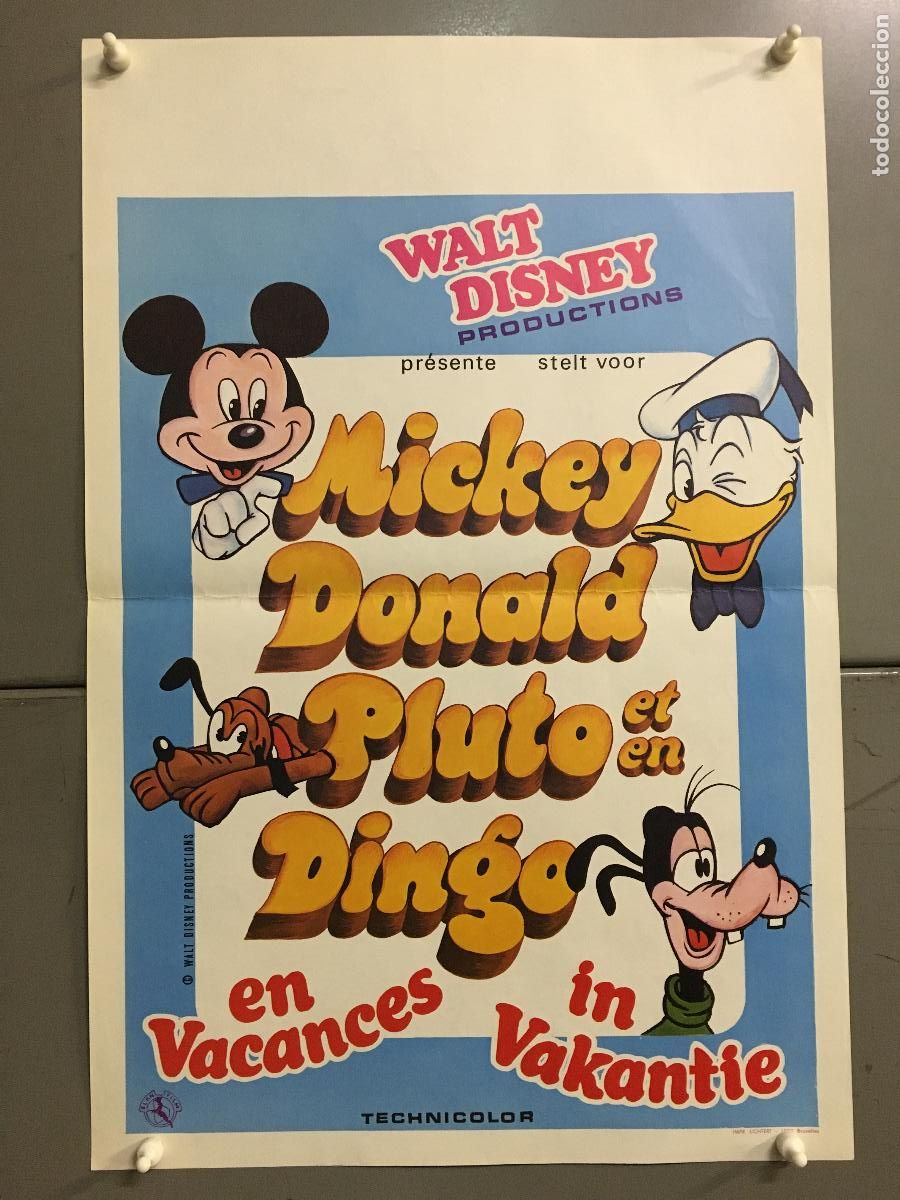 todocoleccion
WALT
DISNEY
PRODUCTIONS
présente stelt voor
Mickey
Donald
Pluto et en
Dingo
en Vacances
in Vakantie
© WALT DISNEY PRODUCTIONS
TECHNICOLOR
Bruxelles